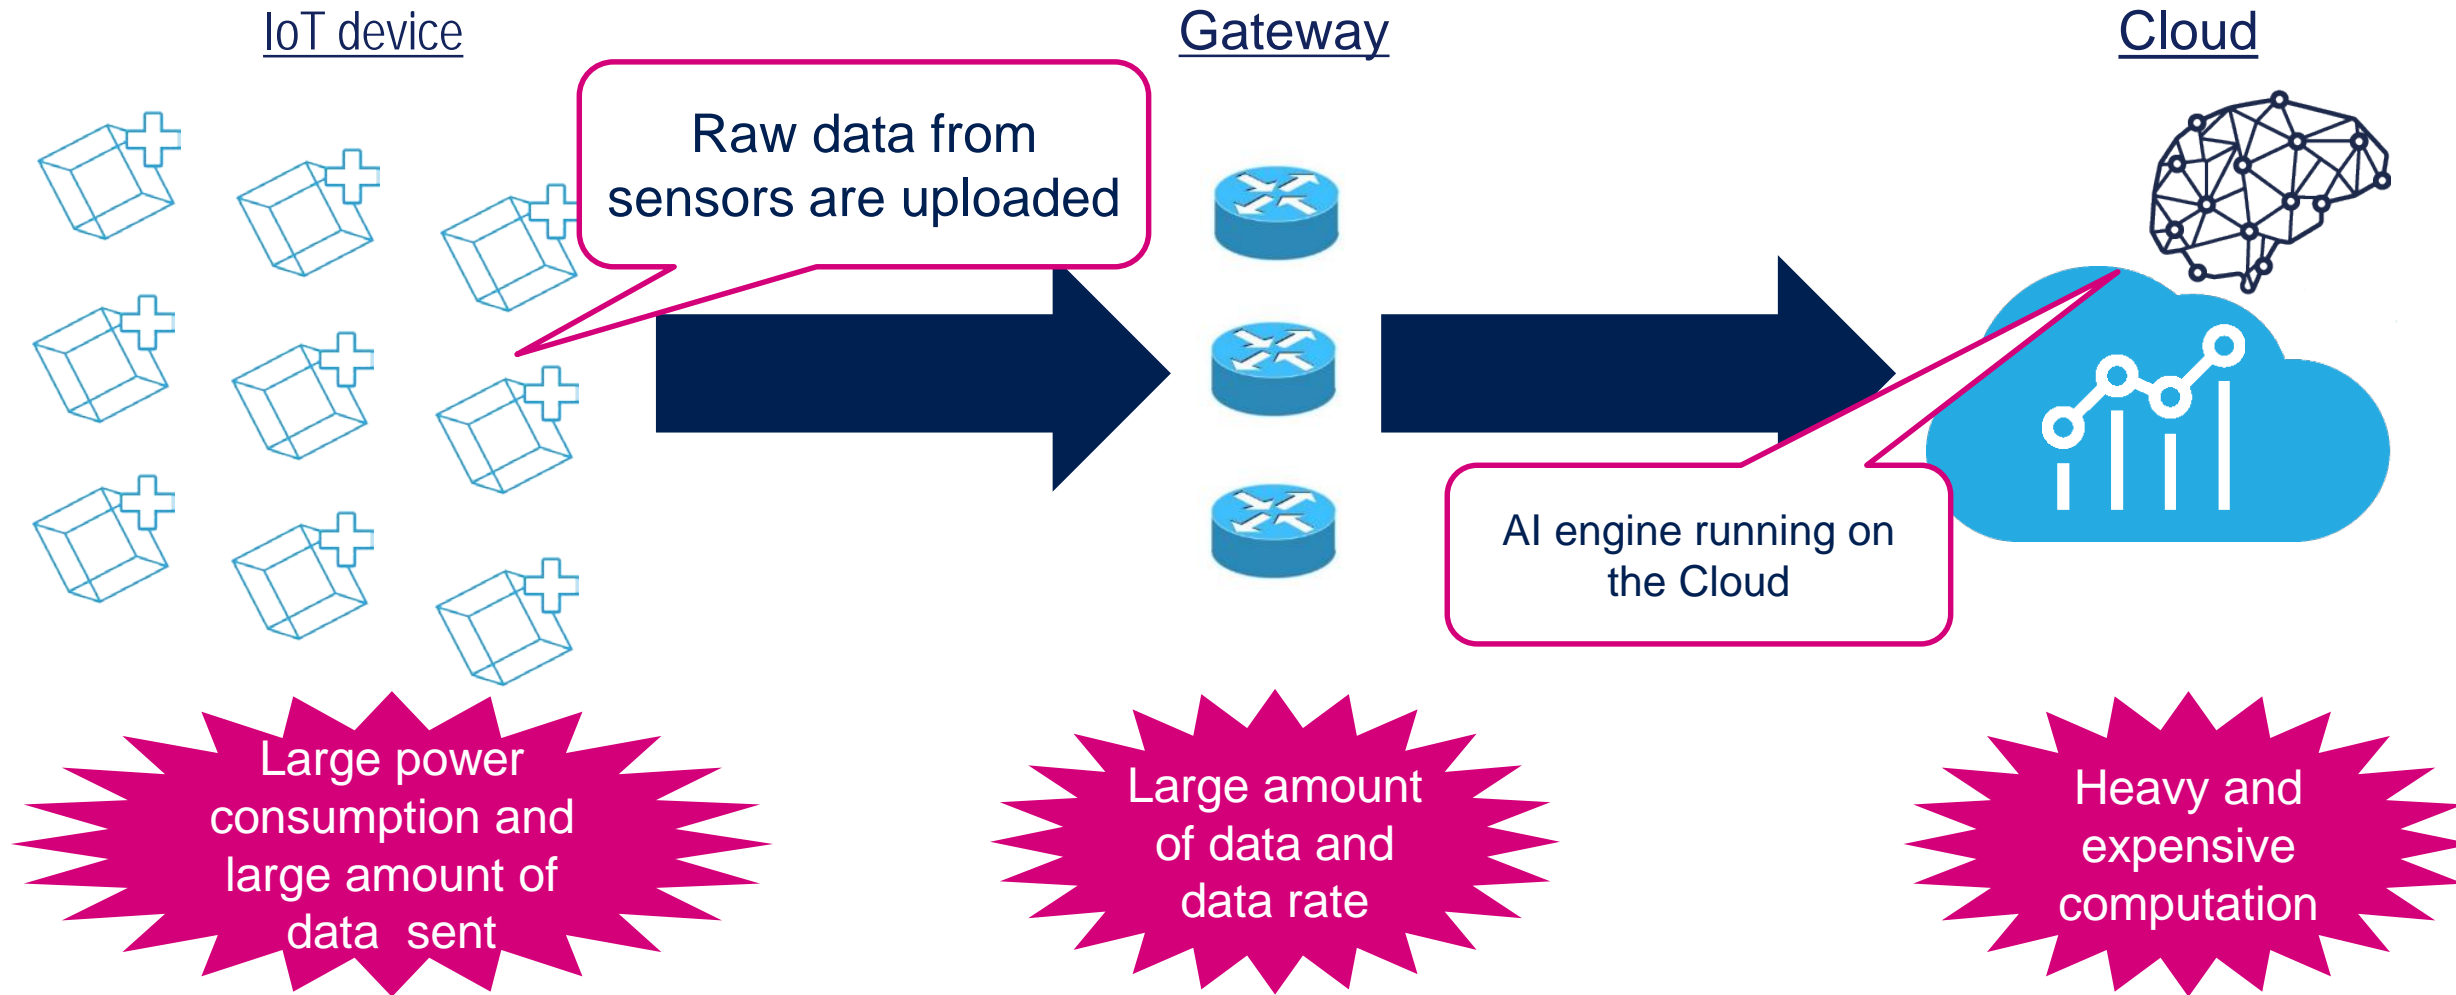 IoT device
Gateway
Cloud
Raw data from
sensors are uploaded
AI engine running on
the Cloud
Large power
consumption and
large amount of
data  sent
Large amount
of data and
data rate
Heavy and
expensive
computation